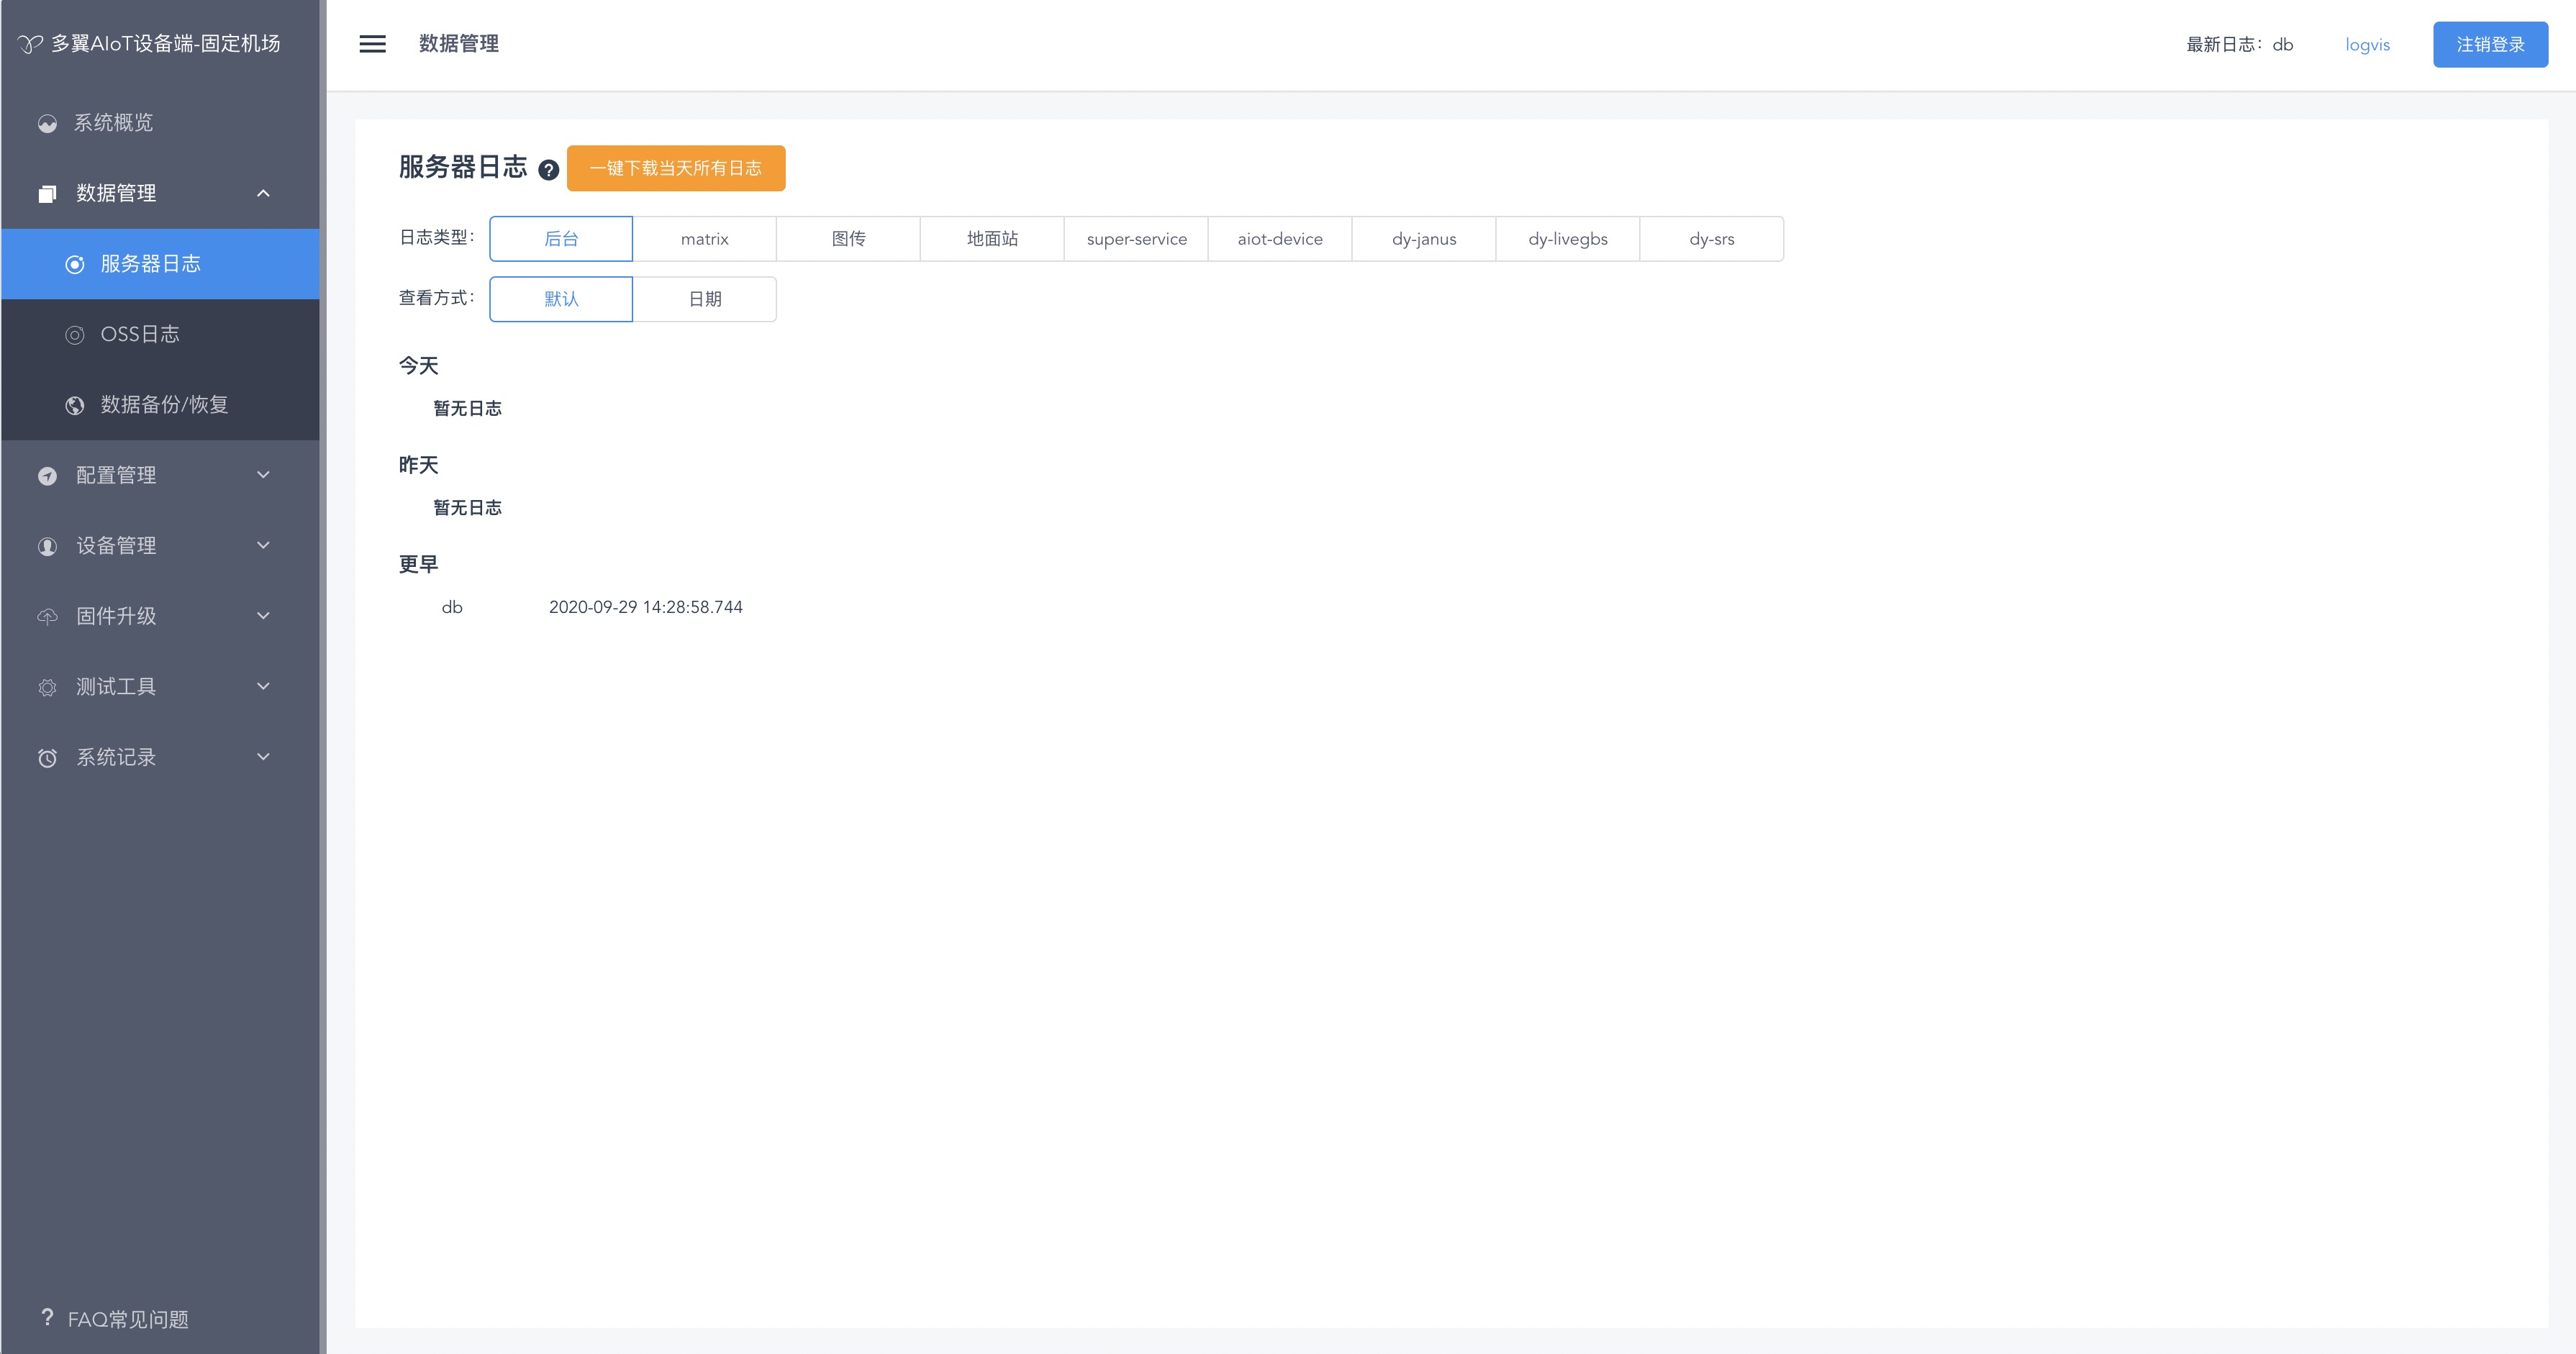 多翼AIoT设备端-固定机场
系统概览
数据管理
服务器日志
OSS日志
数据备份/恢复
配置管理
设备管理
固件升级
测试工具
系统记录
? FAQ常见问题
数据管理
最新日志：db logvis 注销登录
服务器日志 ? 一键下载当天所有日志
日志类型： 后台 matrix 图传 地面站 super-service aiot-device dy-janus dy-livegbs dy-srs
查看方式： 默认 日期
今天
暂无日志
昨天
暂无日志
更早
db 2020-09-29 14:28:58.744